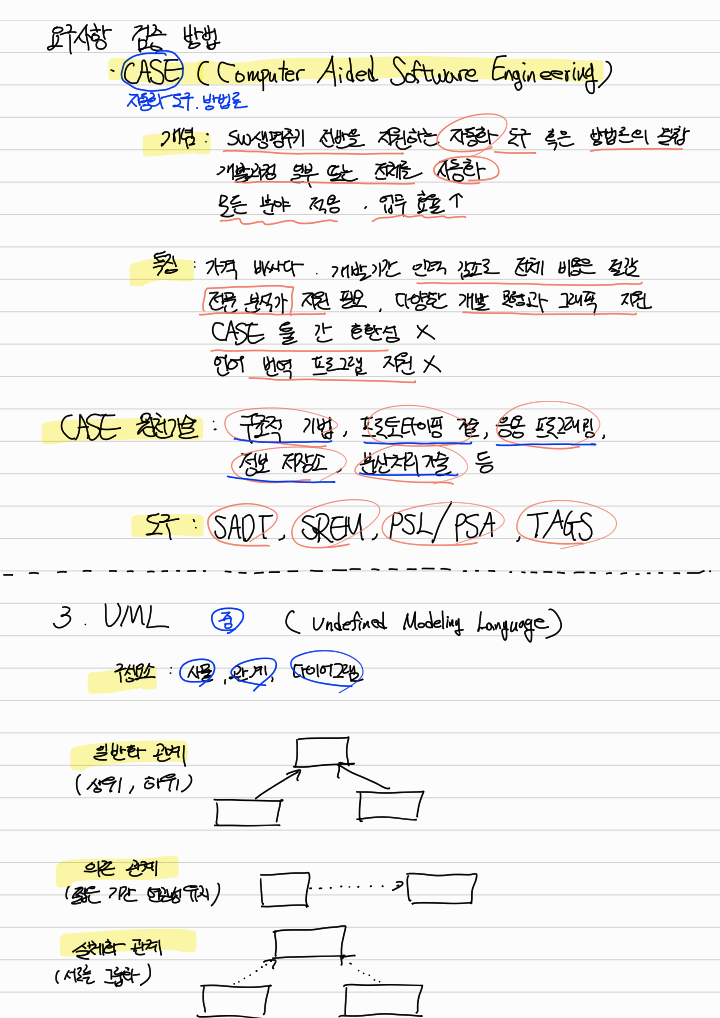 요구사항 검증 방법
· CASE ( Computer Aided Software Engineering )
자동화 도구. 방법론
개념 : SW생명주기 전반을 지원하는 자동화 도구 혹은 방법론의 결합
개발과정 일부 또는 전체를 자동화
모든 분야 적용 . 업무 효율 ↑
특징 : 가격 비싸다 . 개발기간 인력 감소로 전체 비용은 절감
전문 분석가 지원 필요 , 다양한 개발 모형과 그래픽 지원
CASE 툴 간 호환성 X
언어 번역 프로그램 지원 X
CASE 원천기술 : 구조적 기법 , 프로토타이핑 기술, 응용 프로그래밍,
정보 저장소 , 분산처리 기술 등
도구 : SADT , SREM , PSL/PSA , TAGS
3 . UML 중 ( Undefined Modeling Language)
구성요소 : 사물 , 관계, 다이어그램
일반화 관계
(상위 , 하위)
의존 관계
(짧은 기간 연관성 유지)
실체화 관계
(서로를 그룹화)